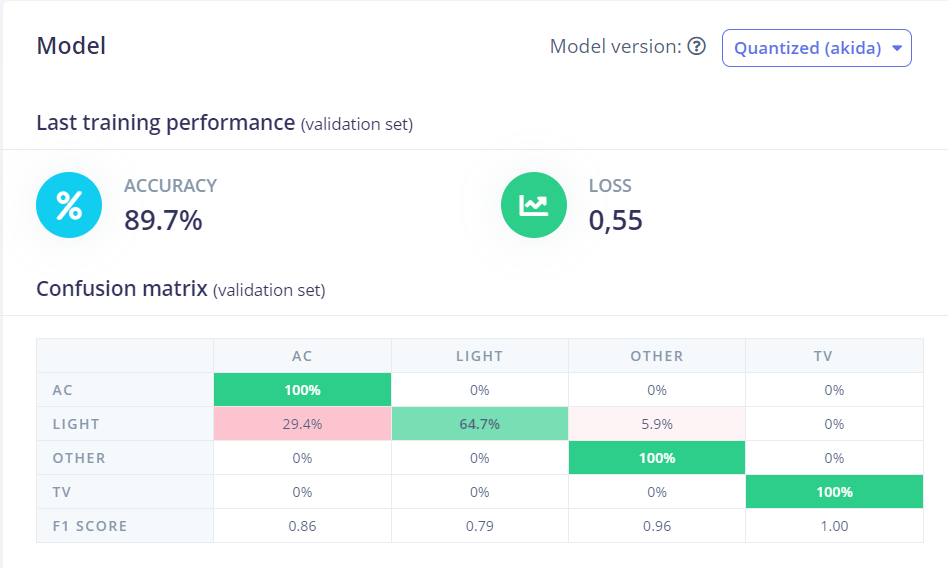 Model
Model version: ? Quantized (akida)
Last training performance (validation set)
% ACCURACY
89.7%
LOSS
0,55
Confusion matrix (validation set)
AC LIGHT OTHER TV
AC 100% 0% 0% 0%
LIGHT 29.4% 64.7% 5.9% 0%
OTHER 0% 0% 100% 0%
TV 0% 0% 0% 100%
F1 SCORE 0.86 0.79 0.96 1.00